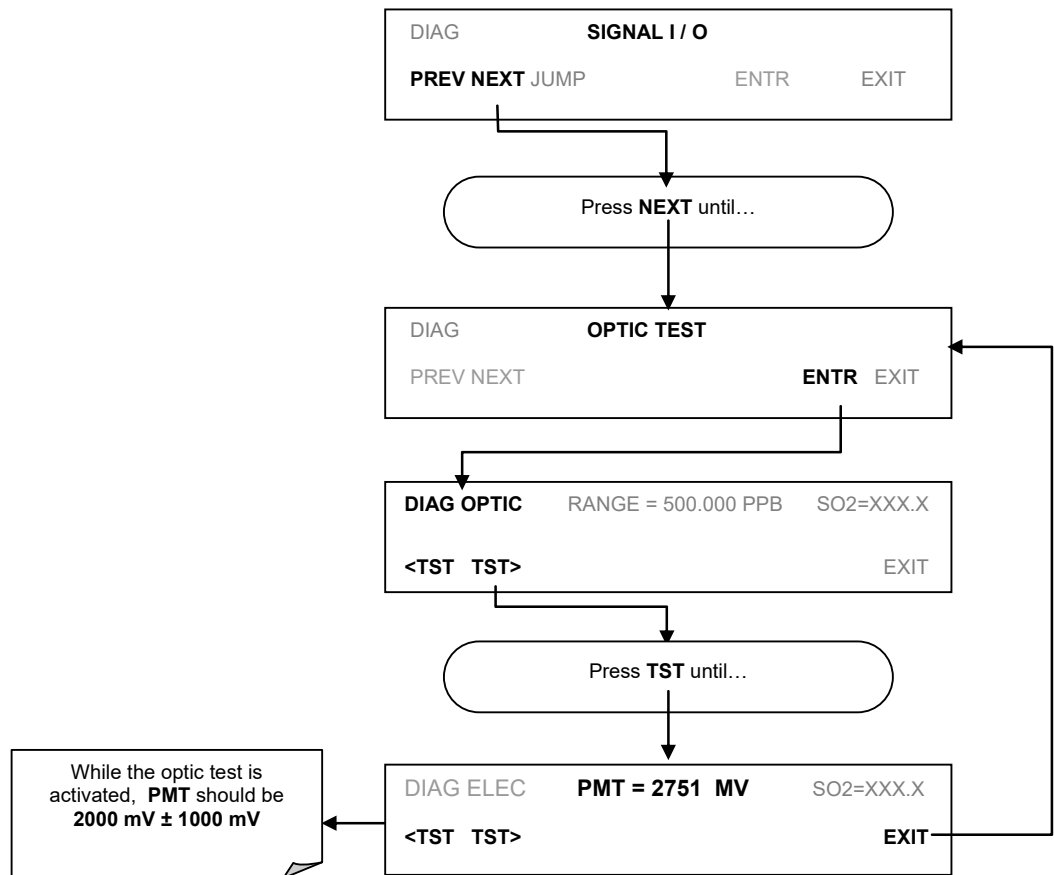 DIAG SIGNAL I / O
PREV NEXT JUMP ENTR EXIT
Press NEXT until…
DIAG OPTIC TEST
PREV NEXT ENTR EXIT
DIAG OPTIC RANGE = 500.000 PPB SO2=XXX.X
<TST TST> EXIT
Press TST until…
While the optic test is
activated, PMT should be
2000 mV ± 1000 mV
DIAG ELEC PMT = 2751 MV SO2=XXX.X
<TST TST> EXIT